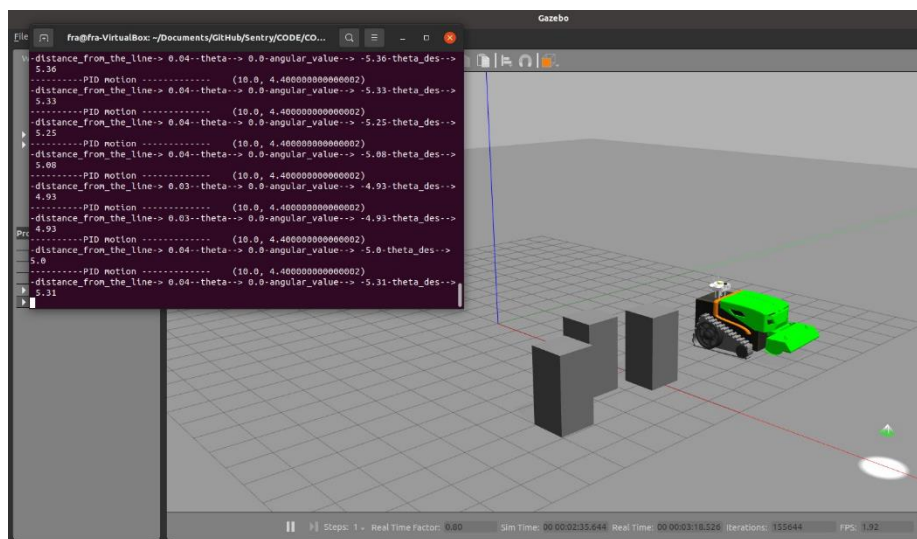 Gazebo
File
fra@fra-VirtualBox: ~/Documents/GitHub/Sentry/CODE/CO...
-distance_from_the_line-> 0.04--theta--> 0.0-angular_value--> -5.36-theta_des-->
5.36
----------PID motion ------------- (10.0, 4.400000000000002)
-distance_from_the_line-> 0.04--theta--> 0.0-angular_value--> -5.33-theta_des-->
5.33
----------PID motion ------------- (10.0, 4.400000000000002)
-distance_from_the_line-> 0.04--theta--> 0.0-angular_value--> -5.25-theta_des-->
5.25
----------PID motion ------------- (10.0, 4.400000000000002)
-distance_from_the_line-> 0.04--theta--> 0.0-angular_value--> -5.08-theta_des-->
5.08
----------PID motion ------------- (10.0, 4.400000000000002)
-distance_from_the_line-> 0.03--theta--> 0.0-angular_value--> -4.93-theta_des-->
4.93
----------PID motion ------------- (10.0, 4.400000000000002)
-distance_from_the_line-> 0.03--theta--> 0.0-angular_value--> -4.93-theta_des-->
4.93
----------PID motion ------------- (10.0, 4.400000000000002)
-distance_from_the_line-> 0.04--theta--> 0.0-angular_value--> -5.0-theta_des-->
5.0
----------PID motion ------------- (10.0, 4.400000000000002)
-distance_from_the_line-> 0.04--theta--> 0.0-angular_value--> -5.31-theta_des-->
5.31
Steps: 1 Real Time Factor: 0.80 Sim Time: 00 00:02:35.644 Real Time: 00 00:03:18.526 Iterations: 155644 FPS: 1.92